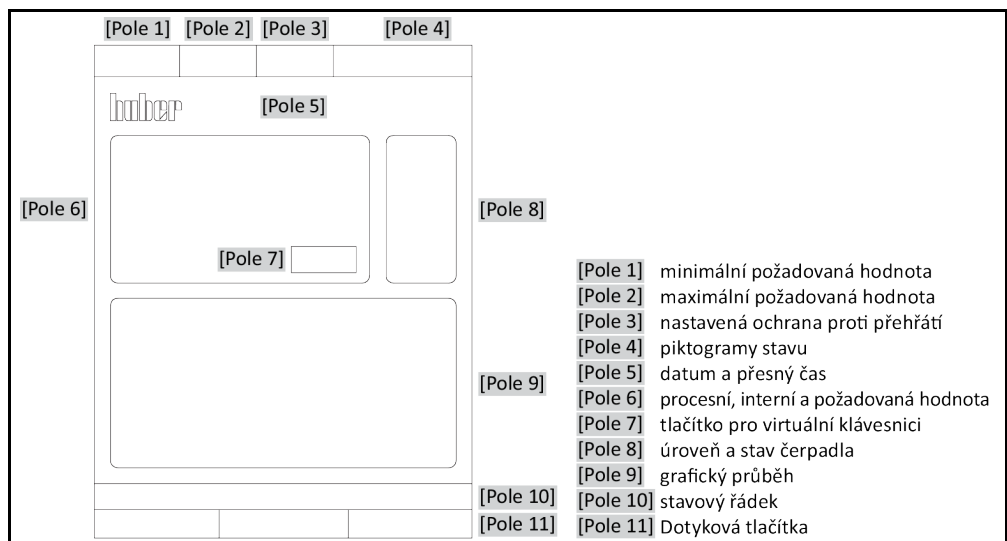 [Pole 1] [Pole 2] [Pole 3] [Pole 4]
huber [Pole 5]
[Pole 6]
[Pole 7]
[Pole 8]
[Pole 9]
[Pole 10]
[Pole 11]
[Pole 1] minimální požadovaná hodnota
[Pole 2] maximální požadovaná hodnota
[Pole 3] nastavená ochrana proti přehřátí
[Pole 4] piktogramy stavu
[Pole 5] datum a přesný čas
[Pole 6] procesní, interní a požadovaná hodnota
[Pole 7] tlačítko pro virtuální klávesnici
[Pole 8] úroveň a stav čerpadla
[Pole 9] grafický průběh
[Pole 10] stavový řádek
[Pole 11] Dotyková tlačítka